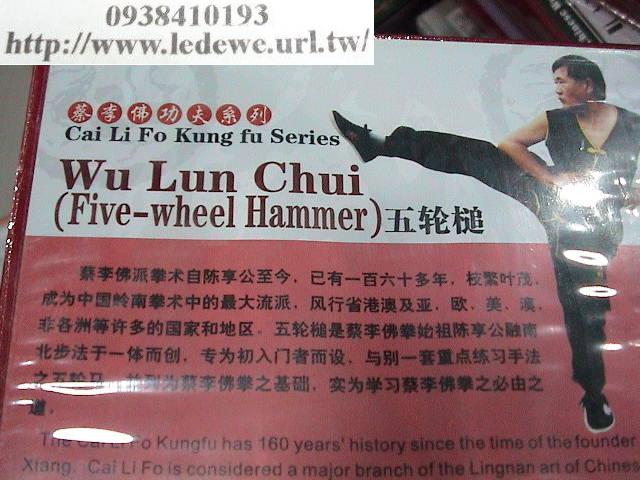 0938410193
http://www.ledewe.url.tw/
蔡李佛功夫系列
Cai Li Fo Kung fu Series
Wu Lun Chui
(Five-wheel Hammer)五轮槌
蔡李佛派拳术自陈享公至今，已有一百六十多年，枝繁叶茂，
成为中国岭南拳术中的最大流派，风行省港澳及亚、欧、美、澳、
非各洲等许多的国家和地区。五轮槌是蔡李佛拳始祖陈享公融南
北步法于一体而创，专为初入门者而设、与别一套重点练习手法
之五轮马，并列为蔡李佛拳之基础，实为学习蔡李佛拳之必由之
道。
The Cai Li Fo Kungfu has 160 years' history since the time of the founder
Xiang. Cai Li Fo is considered a major branch of the Lingnan art of Chines